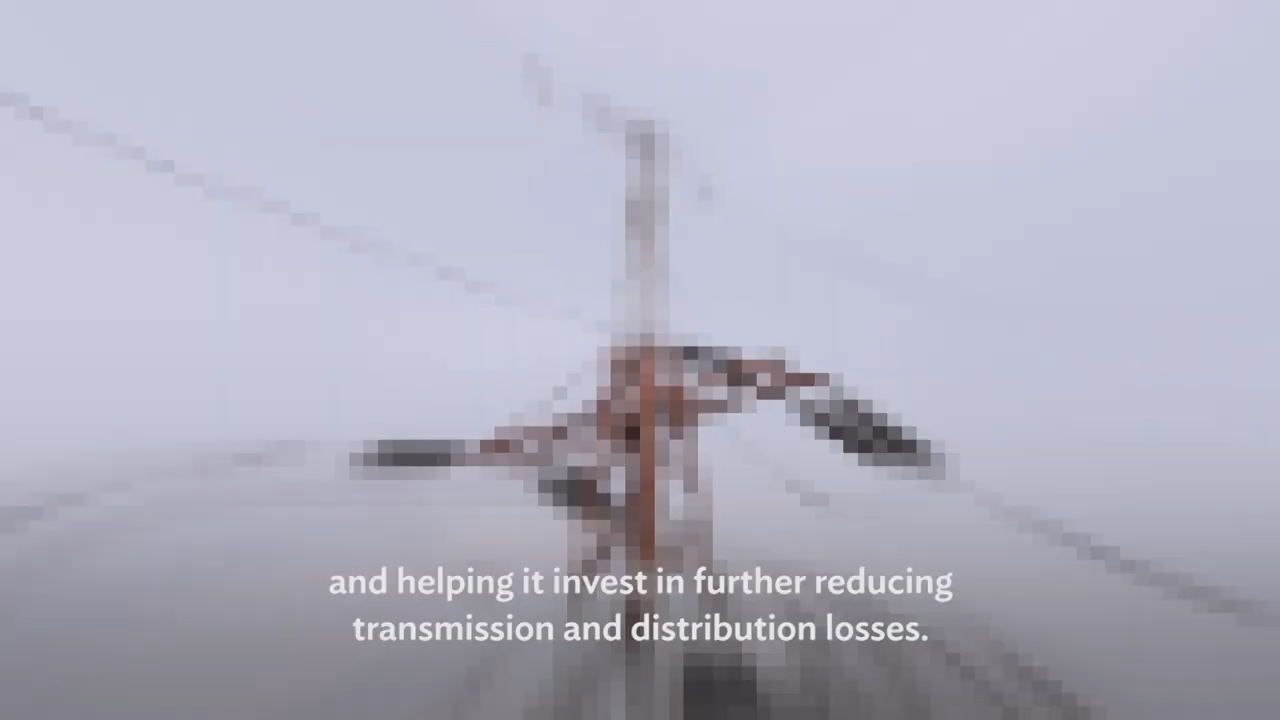 and helping it invest in further reducing
transmission and distribution losses.